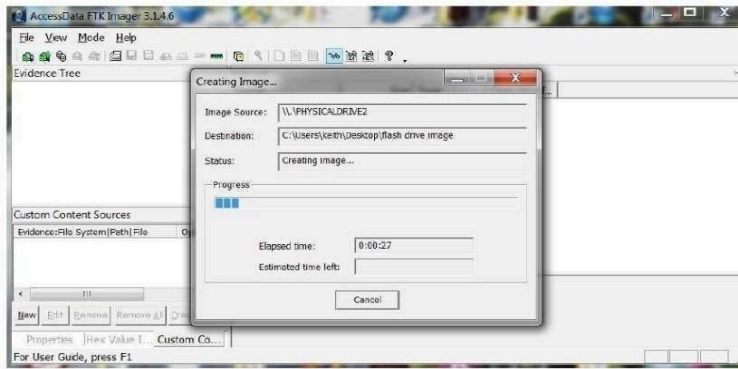 AccessData FTK Imager 3.1.4.6
File View Mode Help
Evidence Tree
Creating Image...
Image Source: \\.\PHYSICALDRIVE2
Destination: C:\Users\keith\Desktop\flash drive image
Status: Creating image...
Progress
Elapsed time: 0:00:27
Estimated time left:
Cancel
Custom Content Sources
Evidence:File System|Path|File
New Edit Remove Remove All
Properties Hex Value I... Custom Co...
For User Guide, press F1